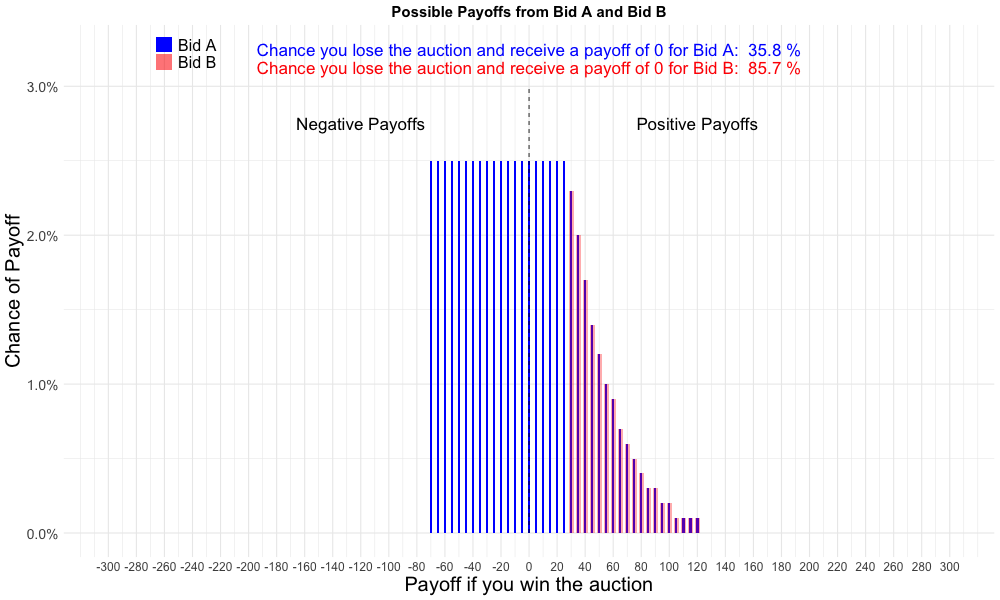 Possible Payoffs from Bid A and Bid B
Bid A
Bid B
Chance you lose the auction and receive a payoff of 0 for Bid A: 35.8 %
Chance you lose the auction and receive a payoff of 0 for Bid B: 85.7 %
Negative Payoffs
Positive Payoffs
Chance of Payoff
3.0%
2.0%
1.0%
0.0%
-300 -280 -260 -240 -220 -200 -180 -160 -140 -120 -100 -80 -60 -40 -20 0 20 40 60 80 100 120 140 160 180 200 220 240 260 280 300
Payoff if you win the auction